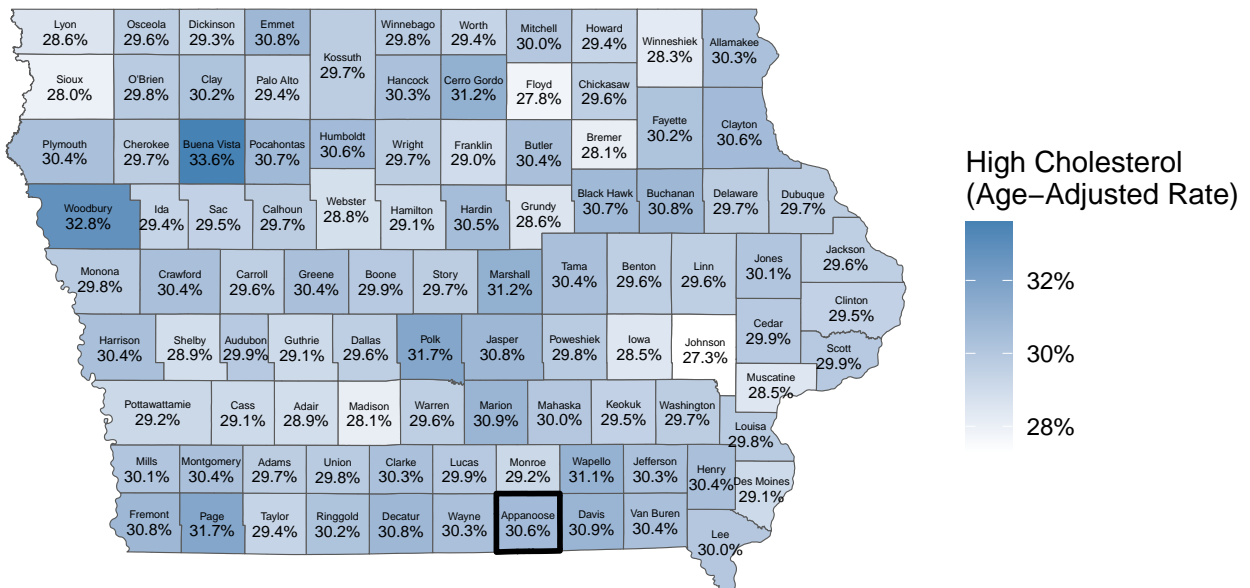 Lyon
28.6%
Osceola
29.6%
Dickinson
29.3%
Emmet
30.8%
Winnebago
29.8%
Worth
29.4%
Mitchell
30.0%
Howard
29.4%
Winneshiek
28.3%
Allamakee
30.3%
Kossuth
29.7%
Sioux
28.0%
O'Brien
29.8%
Clay
30.2%
Palo Alto
29.4%
Hancock
30.3%
Cerro Gordo
31.2%
Floyd
27.8%
Chickasaw
29.6%
Fayette
30.2%
Clayton
30.6%
Plymouth
30.4%
Cherokee
29.7%
Buena Vista
33.6%
Pocahontas
30.7%
Humboldt
30.6%
Wright
29.7%
Franklin
29.0%
Butler
30.4%
Bremer
28.1%
Woodbury
32.8%
Ida
29.4%
Sac
29.5%
Calhoun
29.7%
Webster
28.8%
Hamilton
29.1%
Hardin
30.5%
Grundy
28.6%
Black Hawk
30.7%
Buchanan
30.8%
Delaware
29.7%
Dubuque
29.7%
Monona
29.8%
Crawford
30.4%
Carroll
29.6%
Greene
30.4%
Boone
29.9%
Story
29.7%
Marshall
31.2%
Tama
30.4%
Benton
29.6%
Linn
29.6%
Jones
30.1%
Jackson
29.6%
Clinton
29.5%
Harrison
30.4%
Shelby
28.9%
Audubon
29.9%
Guthrie
29.1%
Dallas
29.6%
Polk
31.7%
Jasper
30.8%
Poweshiek
29.8%
Iowa
28.5%
Johnson
27.3%
Cedar
29.9%
Scott
29.9%
Muscatine
28.5%
Pottawattamie
29.2%
Cass
29.1%
Adair
28.9%
Madison
28.1%
Warren
29.6%
Marion
30.9%
Mahaska
30.0%
Keokuk
29.5%
Washington
29.7%
Louisa
29.8%
Mills
30.1%
Montgomery
30.4%
Adams
29.7%
Union
29.8%
Clarke
30.3%
Lucas
29.9%
Monroe
29.2%
Wapello
31.1%
Jefferson
30.3%
Henry
30.4%
Des Moines
29.1%
Fremont
30.8%
Page
31.7%
Taylor
29.4%
Ringgold
30.2%
Decatur
30.8%
Wayne
30.3%
Appanoose
30.6%
Davis
30.9%
Van Buren
30.4%
Lee
30.0%
High Cholesterol
(Age−Adjusted Rate)
32%
30%
28%